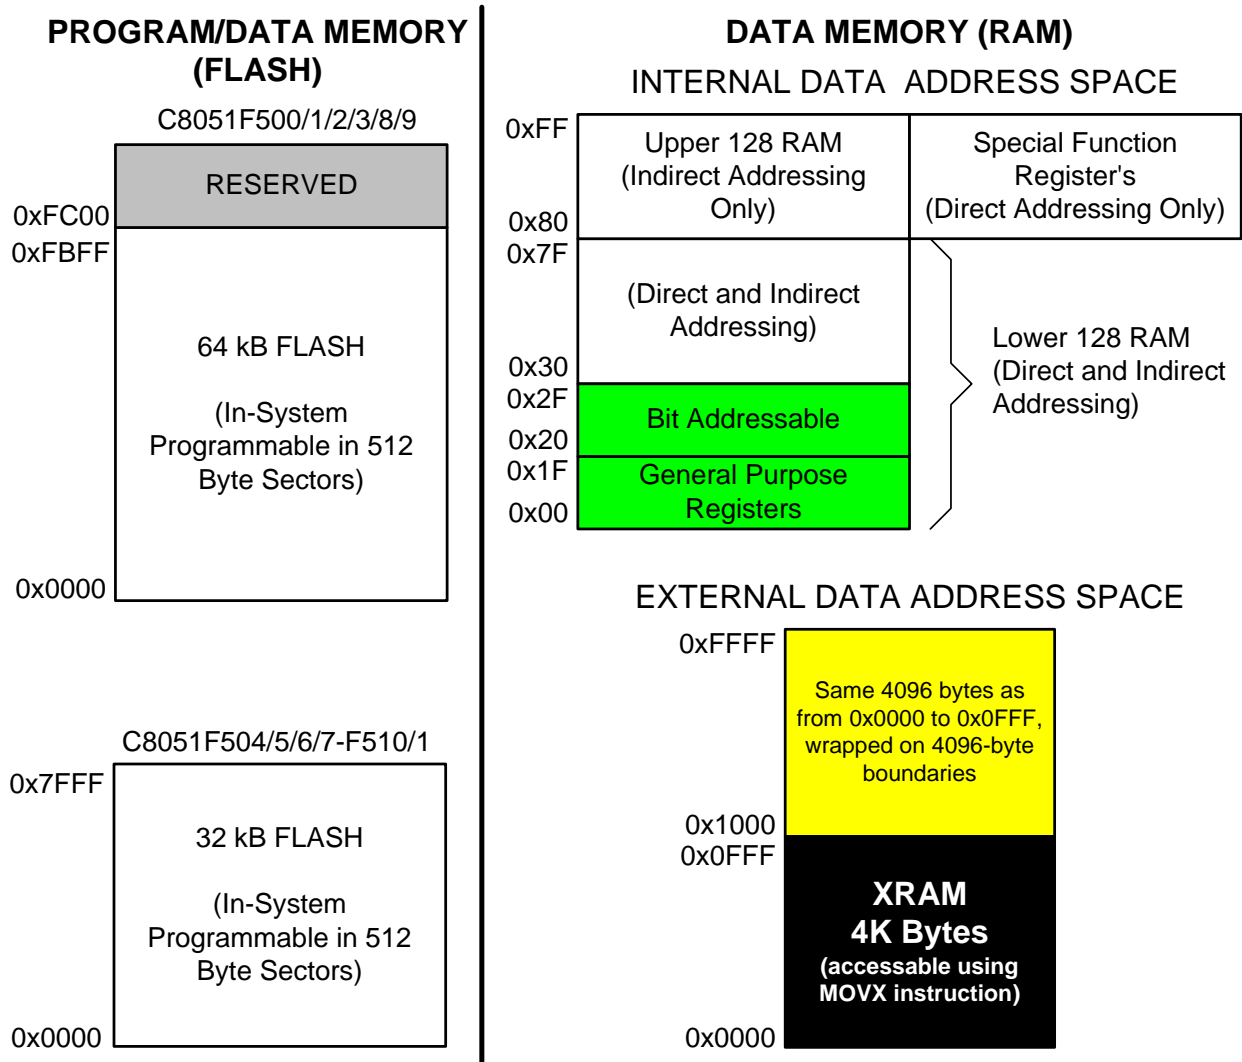 PROGRAM/DATA MEMORY
(FLASH)
C8051F500/1/2/3/8/9
RESERVED
0xFC00
0xFBFF
64 kB FLASH
(In-System
Programmable in 512
Byte Sectors)
0x0000
C8051F504/5/6/7-F510/1
0x7FFF
32 kB FLASH
(In-System
Programmable in 512
Byte Sectors)
0x0000
DATA MEMORY (RAM)
INTERNAL DATA ADDRESS SPACE
0xFF
Upper 128 RAM
(Indirect Addressing
Only)
Special Function
Register's
(Direct Addressing Only)
0x80
0x7F
(Direct and Indirect
Addressing)
Lower 128 RAM
(Direct and Indirect
Addressing)
0x30
0x2F
Bit Addressable
0x20
0x1F
General Purpose
Registers
0x00
EXTERNAL DATA ADDRESS SPACE
0xFFFF
Same 4096 bytes as
from 0x0000 to 0x0FFF,
wrapped on 4096-byte
boundaries
0x1000
0x0FFF
XRAM
4K Bytes
(accessable using
MOVX instruction)
0x0000